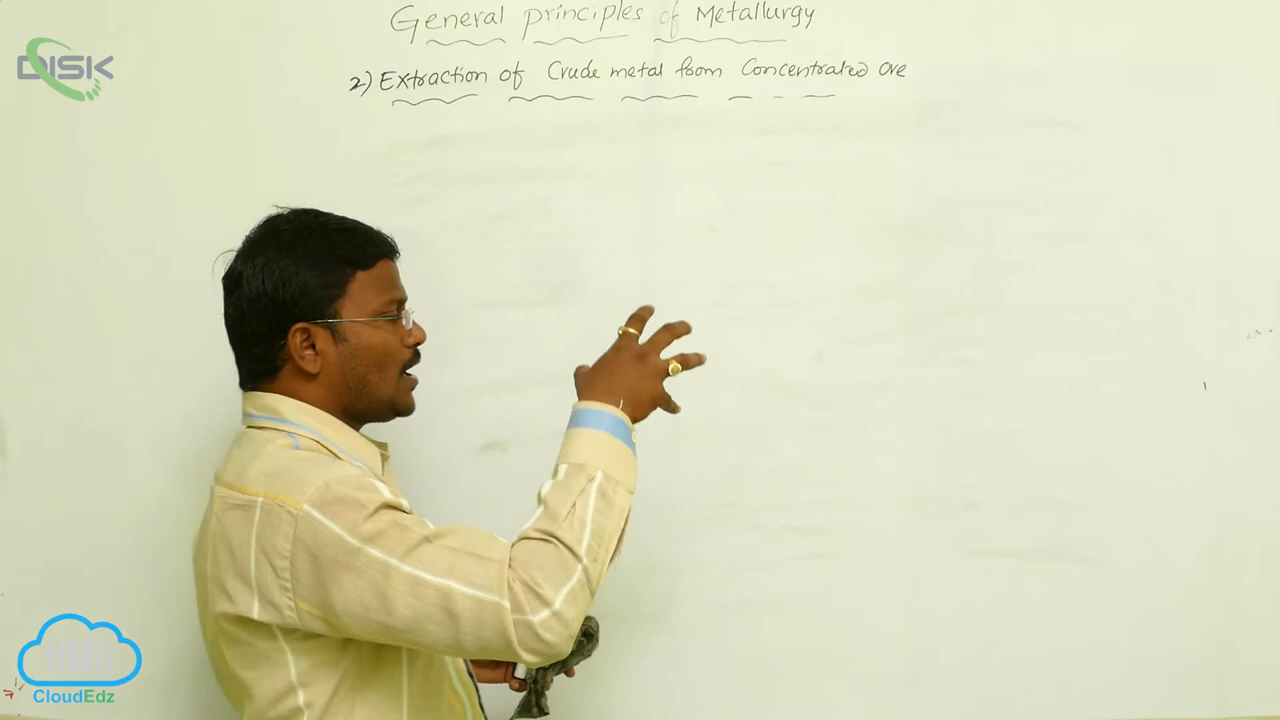 General principles of Metallurgy
2) Extraction of Crude metal from Concentrated Ore
DISK
CloudEdz